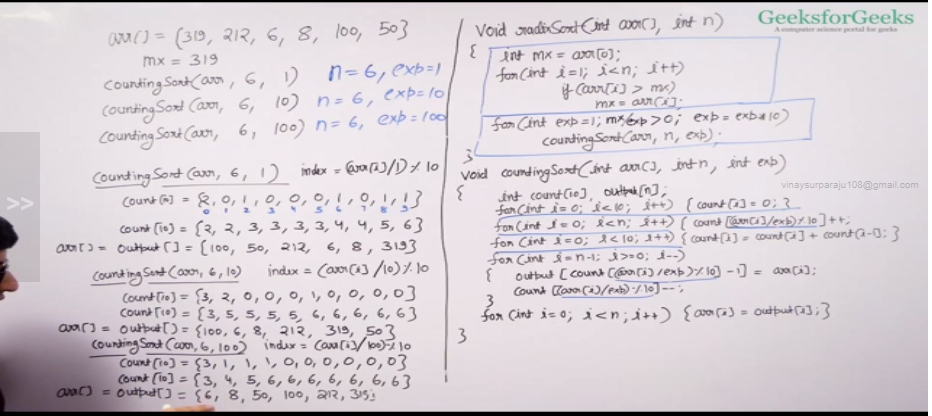 GeeksforGeeks
A computer science portal for geeks
arr[] = {319, 212, 6, 8, 100, 50}
mx = 319
countingSort(arr, 6, 1) n=6, exp=1
countingSort(arr, 6, 10) n=6, exp=10
countingSort(arr, 6, 100) n=6, exp=100
countingSort(arr, 6, 1) index = (arr[i]/1)%10
= {2, 0, 1, 0, 0, 0, 1, 0, 1, 1}
count[10] = {2, 2, 3, 3, 3, 3, 4, 4, 5, 6}
arr[] = output[] = {100, 50, 212, 6, 8, 319}
countingSort(arr, 6, 10) index = (arr[i]/10)%10
count[10] = {3, 2, 0, 0, 0, 1, 0, 0, 0, 0}
count[10] = {3, 5, 5, 5, 5, 6, 6, 6, 6, 6}
arr[] = output[] = {100, 6, 8, 212, 319, 50}
countingSort(arr, 6, 100) index = (arr[i]/100)%10
count[10] = {3, 1, 1, 1, 0, 0, 0, 0, 0, 0}
count[10] = {3, 4, 5, 6, 6, 6, 6, 6, 6, 6}
arr[] = output[] = {6, 8, 50, 100, 212, 319}
void radixSort(int arr[], int n)
{ int mx = arr[0];
for(int i=1; i<n; i++)
if(arr[i] > mx)
mx = arr[i];
for(int exp=1; mx/exp>0; exp = exp*10)
countingSort(arr, n, exp);
}
void countingSort(int arr[], int n, int exp)
{ int count[10], output[n];
for(int i=0; i<10; i++) { count[i] = 0; }
for(int i=0; i<n; i++) { count[(arr[i]/exp)%10]++; }
for(int i=0; i<10; i++) { count[i] = count[i] + count[i-1]; }
for(int i=n-1; i>=0; i--)
{ output[count[(arr[i]/exp)%10]-1] = arr[i];
count[(arr[i]/exp)%10]--;
}
for(int i=0; i<n; i++) { arr[i] = output[i]; }
}
vinaysurparaju108@gmail.com
>>